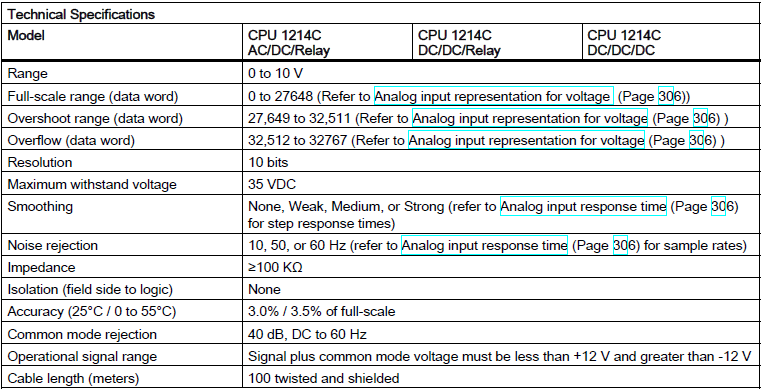 Technical Specifications
Model CPU 1214C CPU 1214C CPU 1214C
AC/DC/Relay DC/DC/Relay DC/DC/DC
Range 0 to 10 V
Full-scale range (data word) 0 to 27648 (Refer to Analog input representation for voltage (Page 306))
Overshoot range (data word) 27,649 to 32,511 (Refer to Analog input representation for voltage (Page 306) )
Overflow (data word) 32,512 to 32767 (Refer to Analog input representation for voltage (Page 306) )
Resolution 10 bits
Maximum withstand voltage 35 VDC
Smoothing None, Weak, Medium, or Strong (refer to Analog input response time (Page 306)
for step response times)
Noise rejection 10, 50, or 60 Hz (refer to Analog input response time (Page 306) for sample rates)
Impedance ≥100 KΩ
Isolation (field side to logic) None
Accuracy (25°C / 0 to 55°C) 3.0% / 3.5% of full-scale
Common mode rejection 40 dB, DC to 60 Hz
Operational signal range Signal plus common mode voltage must be less than +12 V and greater than -12 V
Cable length (meters) 100 twisted and shielded